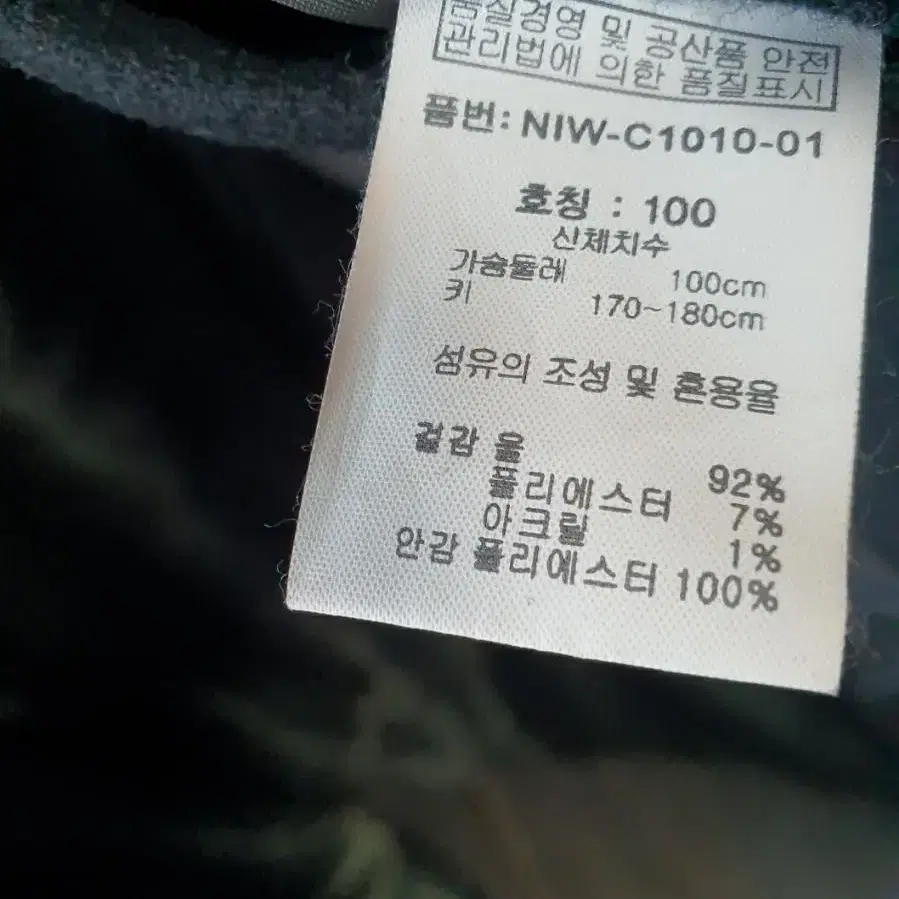 품질경영 및 공산품 안전
관리법에 의한 품질표시
품번: NIW-C1010-01
호칭 : 100
신체치수
가슴둘레 100cm
키 170~180cm
섬유의 조성 및 혼용율
겉감 울 92%
폴리에스터 7%
아크릴 1%
안감 폴리에스터 100%